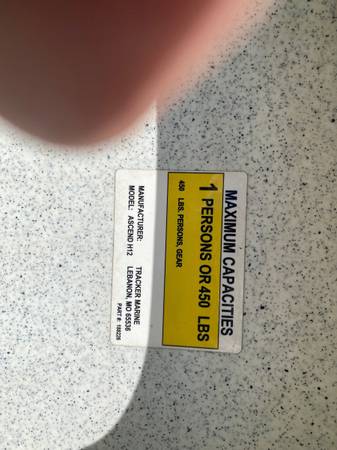 MAXIMUM CAPACITIES
1 PERSONS OR 450 LBS
450 LBS. PERSONS, GEAR
MANUFACTURER: TRACKER MARINE
MODEL: ASCEND H12 LEBANON, MO 65536
PART #: 188226